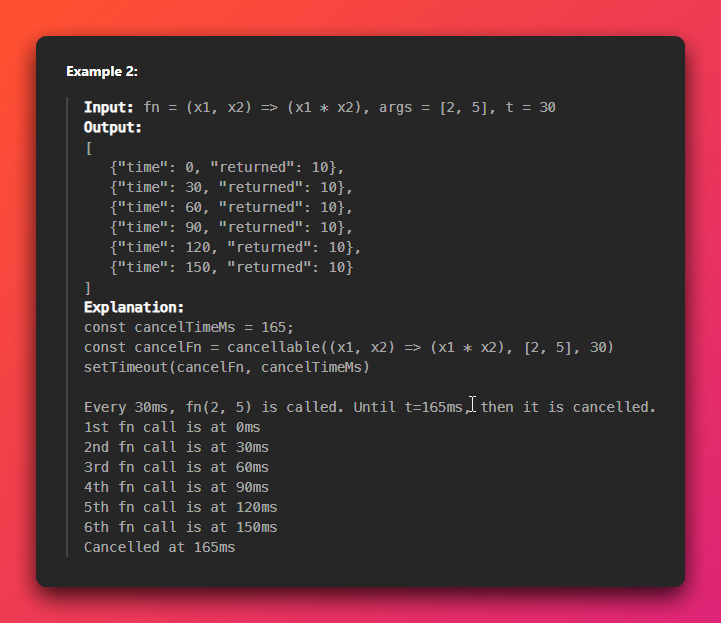 Example 2:
Input: fn = (x1, x2) => (x1 * x2), args = [2, 5], t = 30
Output:
[
{"time": 0, "returned": 10},
{"time": 30, "returned": 10},
{"time": 60, "returned": 10},
{"time": 90, "returned": 10},
{"time": 120, "returned": 10},
{"time": 150, "returned": 10}
]
Explanation:
const cancelTimeMs = 165;
const cancelFn = cancellable((x1, x2) => (x1 * x2), [2, 5], 30)
setTimeout(cancelFn, cancelTimeMs)
Every 30ms, fn(2, 5) is called. Until t=165ms, then it is cancelled.
1st fn call is at 0ms
2nd fn call is at 30ms
3rd fn call is at 60ms
4th fn call is at 90ms
5th fn call is at 120ms
6th fn call is at 150ms
Cancelled at 165ms